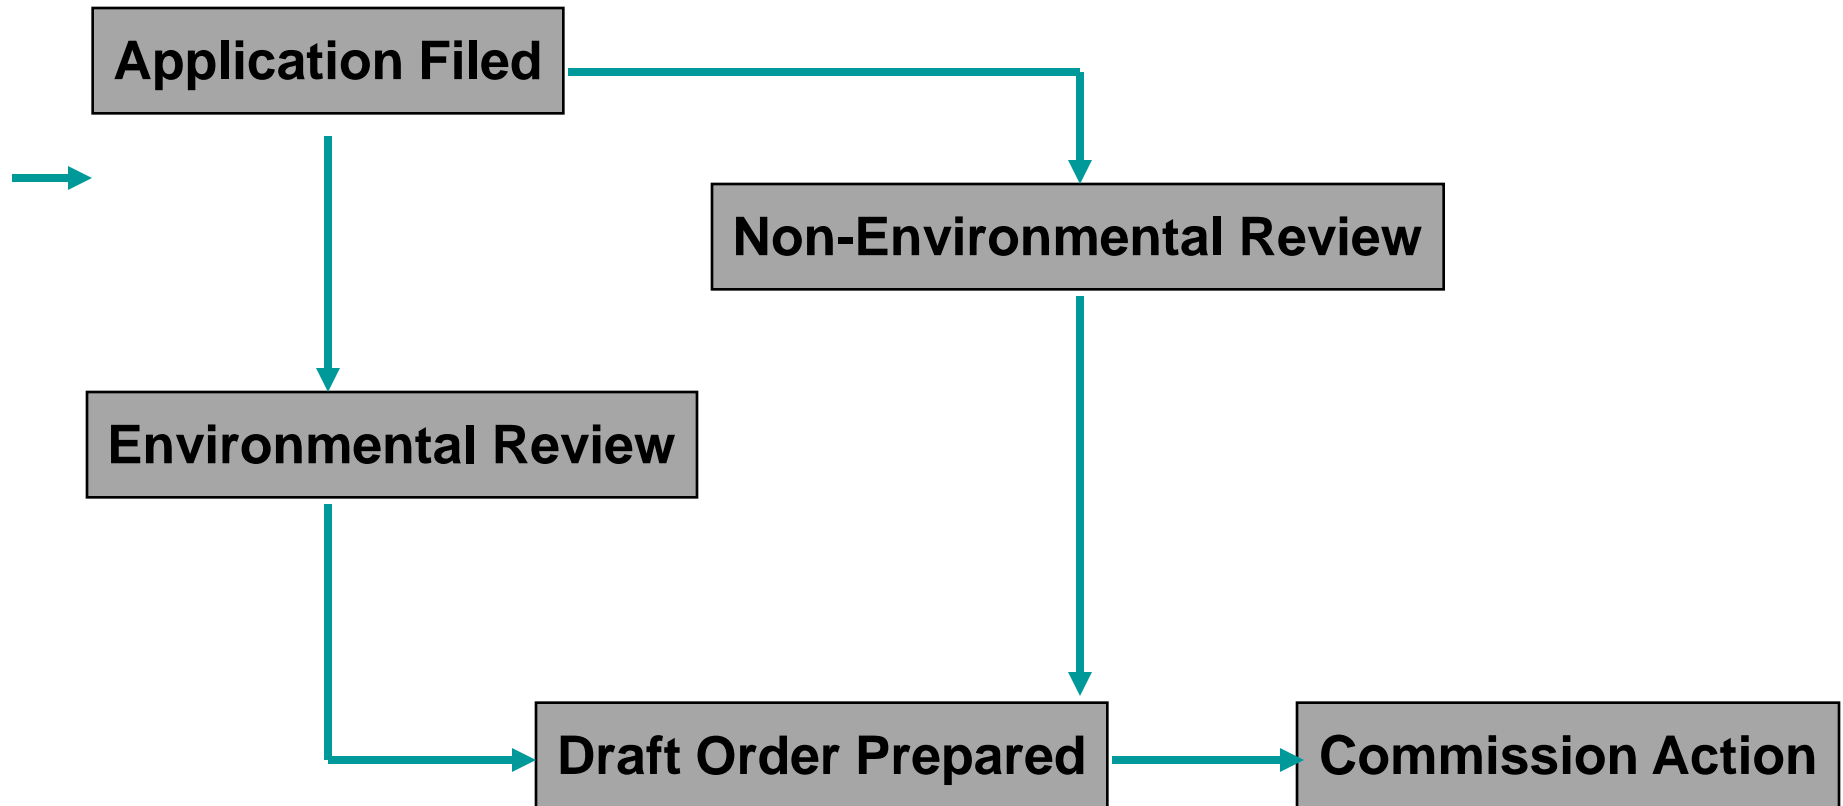 Application Filed
Non-Environmental Review
Environmental Review
Draft Order Prepared
Commission Action